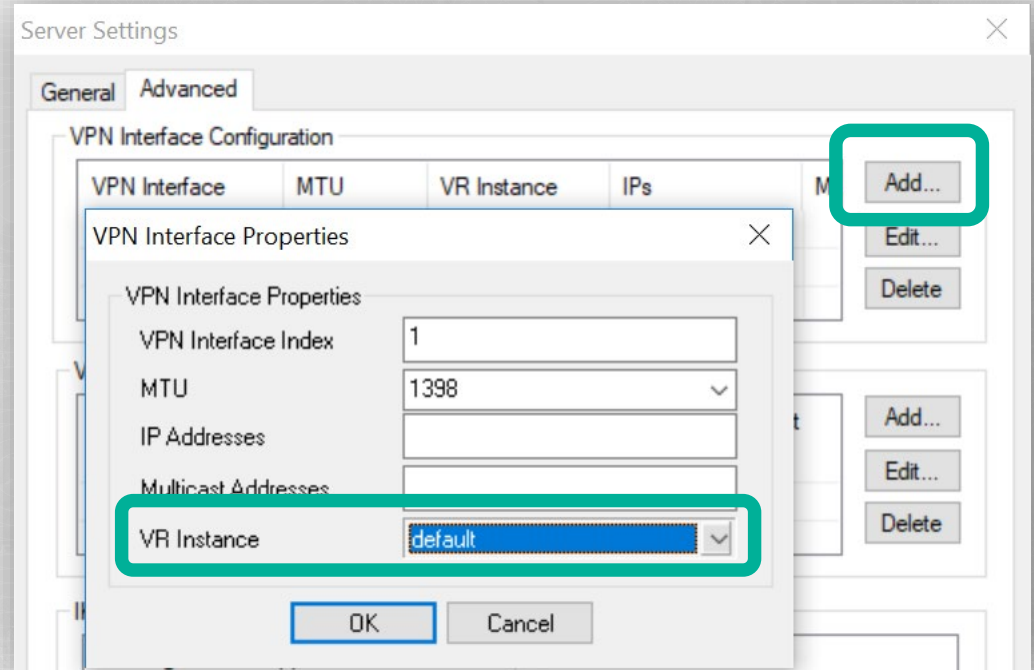 Server Settings
General Advanced
VPN Interface Configuration
VPN Interface MTU VR Instance IPs M
Add...
VPN Interface Properties
Edit...
Delete
VPN Interface Properties
VPN Interface Index 1
MTU 1398
IP Addresses
Add...
Edit...
Multicast Addresses
VR Instance default
Delete
OK Cancel